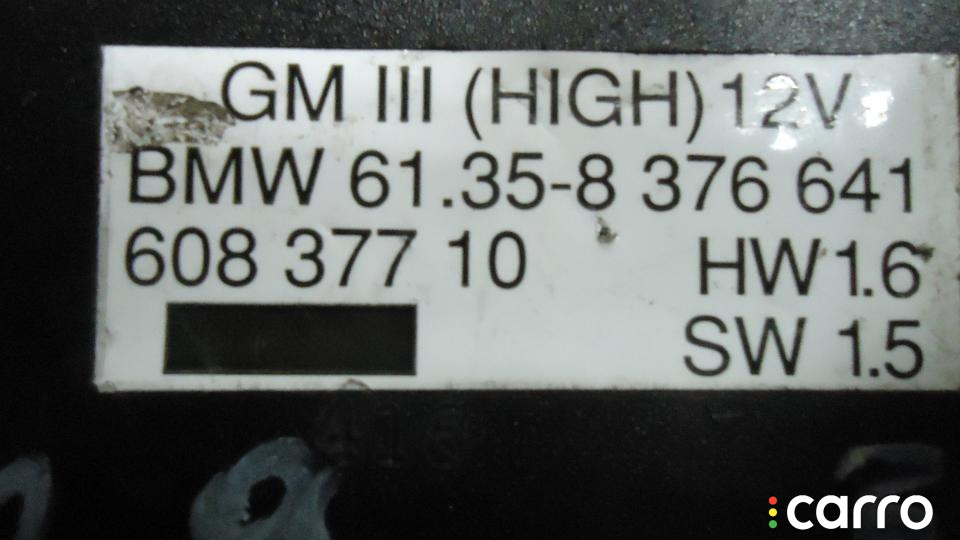 GM III (HIGH) 12V
BMW 61.35-8 376 641
608 377 10
HW 1.6
SW 1.5
carro